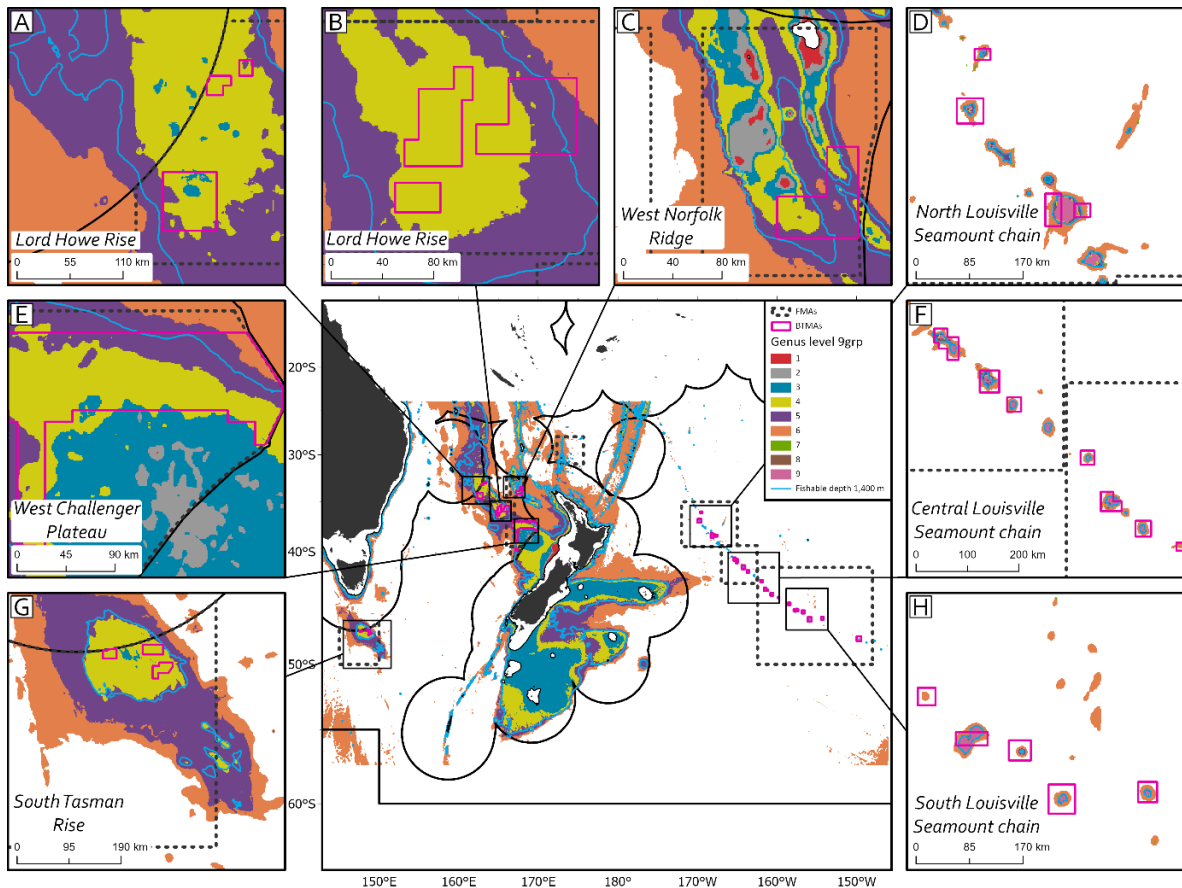 A
Lord Howe Rise
0 55 110 km
B
Lord Howe Rise
0 40 80 km
C
West Norfolk
Ridge
0 40 80 km
D
North Louisville
Seamount chain
0 85 170 km
E
West Challenger
Plateau
0 45 90 km
FMAs
BTMAs
Genus level 9grp
1
2
3
4
5
6
7
8
9
Fishable depth 1,400 m
20°S
30°S
40°S
50°S
60°S
150°E 160°E 170°E 170°W 160°W 150°W
F
Central Louisville
Seamount chain
0 100 200 km
G
South Tasman
Rise
0 95 190 km
H
South Louisville
Seamount chain
0 85 170 km